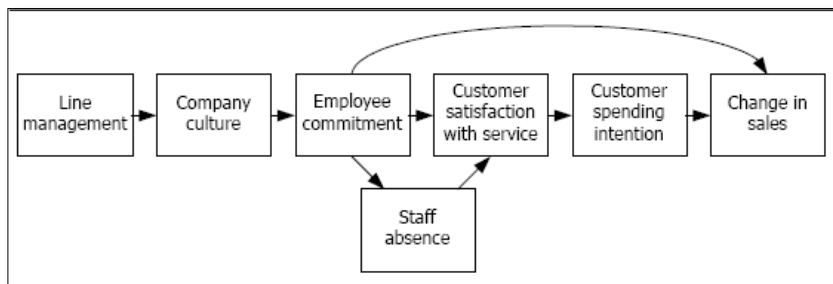 Line
management
Company
culture
Employee
commitment
Customer
satisfaction
with service
Customer
spending
intention
Change in
sales
Staff
absence